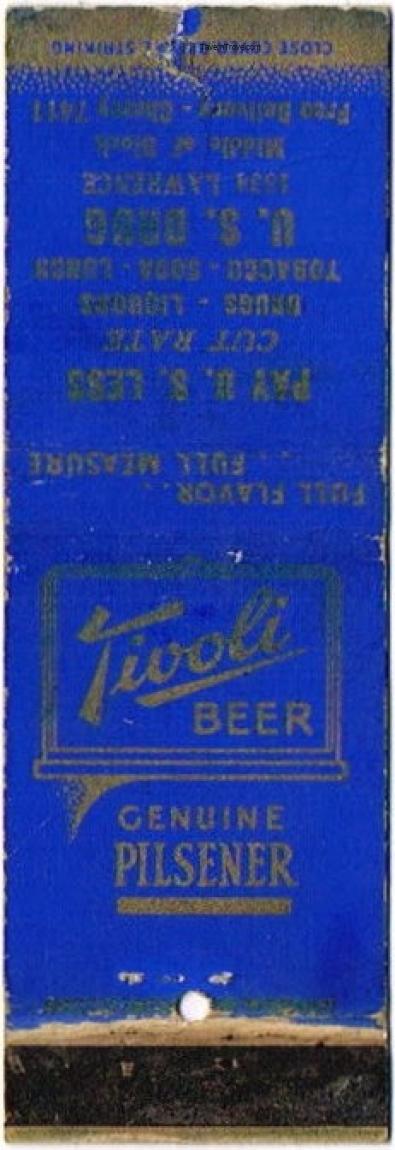 CLOSE COVER BEFORE STRIKING
Free Delivery - Cherry 7411
Middle of Block
1534 LAWRENCE
U. S. DRUG
TOBACCO - SODA - LUNCH
DRUGS - LIQUORS
CUT RATE
PAY U. S. LESS
FULL FLAVOR..
... FULL MEASURE
Tivoli
BEER
GENUINE
PILSENER